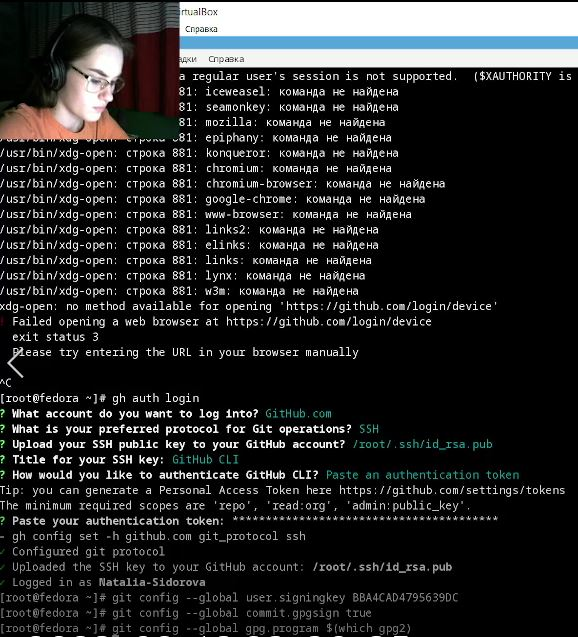 rtualBox
Справка
адки Справка
a regular user's session is not supported. ($XAUTHORITY is
81: iceweasel: команда не найдена
81: seamonkey: команда не найдена
81: mozilla: команда не найдена
/usr/bin/xdg-open: строка 881: epiphany: команда не найдена
/usr/bin/xdg-open: строка 881: konqueror: команда не найдена
/usr/bin/xdg-open: строка 881: chromium: команда не найдена
/usr/bin/xdg-open: строка 881: chromium-browser: команда не найдена
/usr/bin/xdg-open: строка 881: google-chrome: команда не найдена
/usr/bin/xdg-open: строка 881: www-browser: команда не найдена
/usr/bin/xdg-open: строка 881: links2: команда не найдена
/usr/bin/xdg-open: строка 881: elinks: команда не найдена
/usr/bin/xdg-open: строка 881: links: команда не найдена
/usr/bin/xdg-open: строка 881: lynx: команда не найдена
/usr/bin/xdg-open: строка 881: w3m: команда не найдена
xdg-open: no method available for opening 'https://github.com/login/device'
! Failed opening a web browser at https://github.com/login/device
exit status 3
Please try entering the URL in your browser manually
^C
[root@fedora ~]# gh auth login
? What account do you want to log into? GitHub.com
? What is your preferred protocol for Git operations? SSH
? Upload your SSH public key to your GitHub account? /root/.ssh/id_rsa.pub
? Title for your SSH key: GitHub CLI
? How would you like to authenticate GitHub CLI? Paste an authentication token
Tip: you can generate a Personal Access Token here https://github.com/settings/tokens
The minimum required scopes are 'repo', 'read:org', 'admin:public_key'.
? Paste your authentication token: ****************************************
- gh config set -h github.com git_protocol ssh
✓ Configured git protocol
✓ Uploaded the SSH key to your GitHub account: /root/.ssh/id_rsa.pub
✓ Logged in as Natalia-Sidorova
[root@fedora ~]# git config --global user.signingkey BBA4CAD4795639DC
[root@fedora ~]# git config --global commit.gpgsign true
[root@fedora ~]# git config --global gpg.program $(which gpg2)